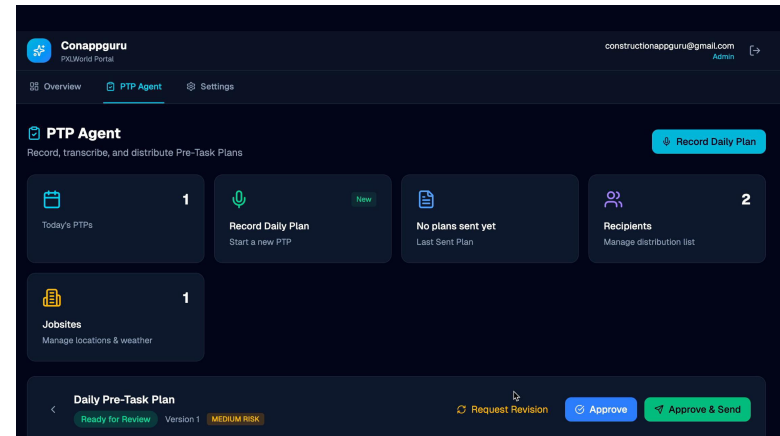 Conappguru
PXLWorld Portal
constructionappguru@gmail.com
Admin
Overview
PTP Agent
Settings
PTP Agent
Record, transcribe, and distribute Pre-Task Plans
Record Daily Plan
1
Today's PTPs
New
Record Daily Plan
Start a new PTP
No plans sent yet
Last Sent Plan
2
Recipients
Manage distribution list
1
Jobsites
Manage locations & weather
Daily Pre-Task Plan
Ready for Review Version 1 MEDIUM RISK
Request Revision
Approve
Approve & Send